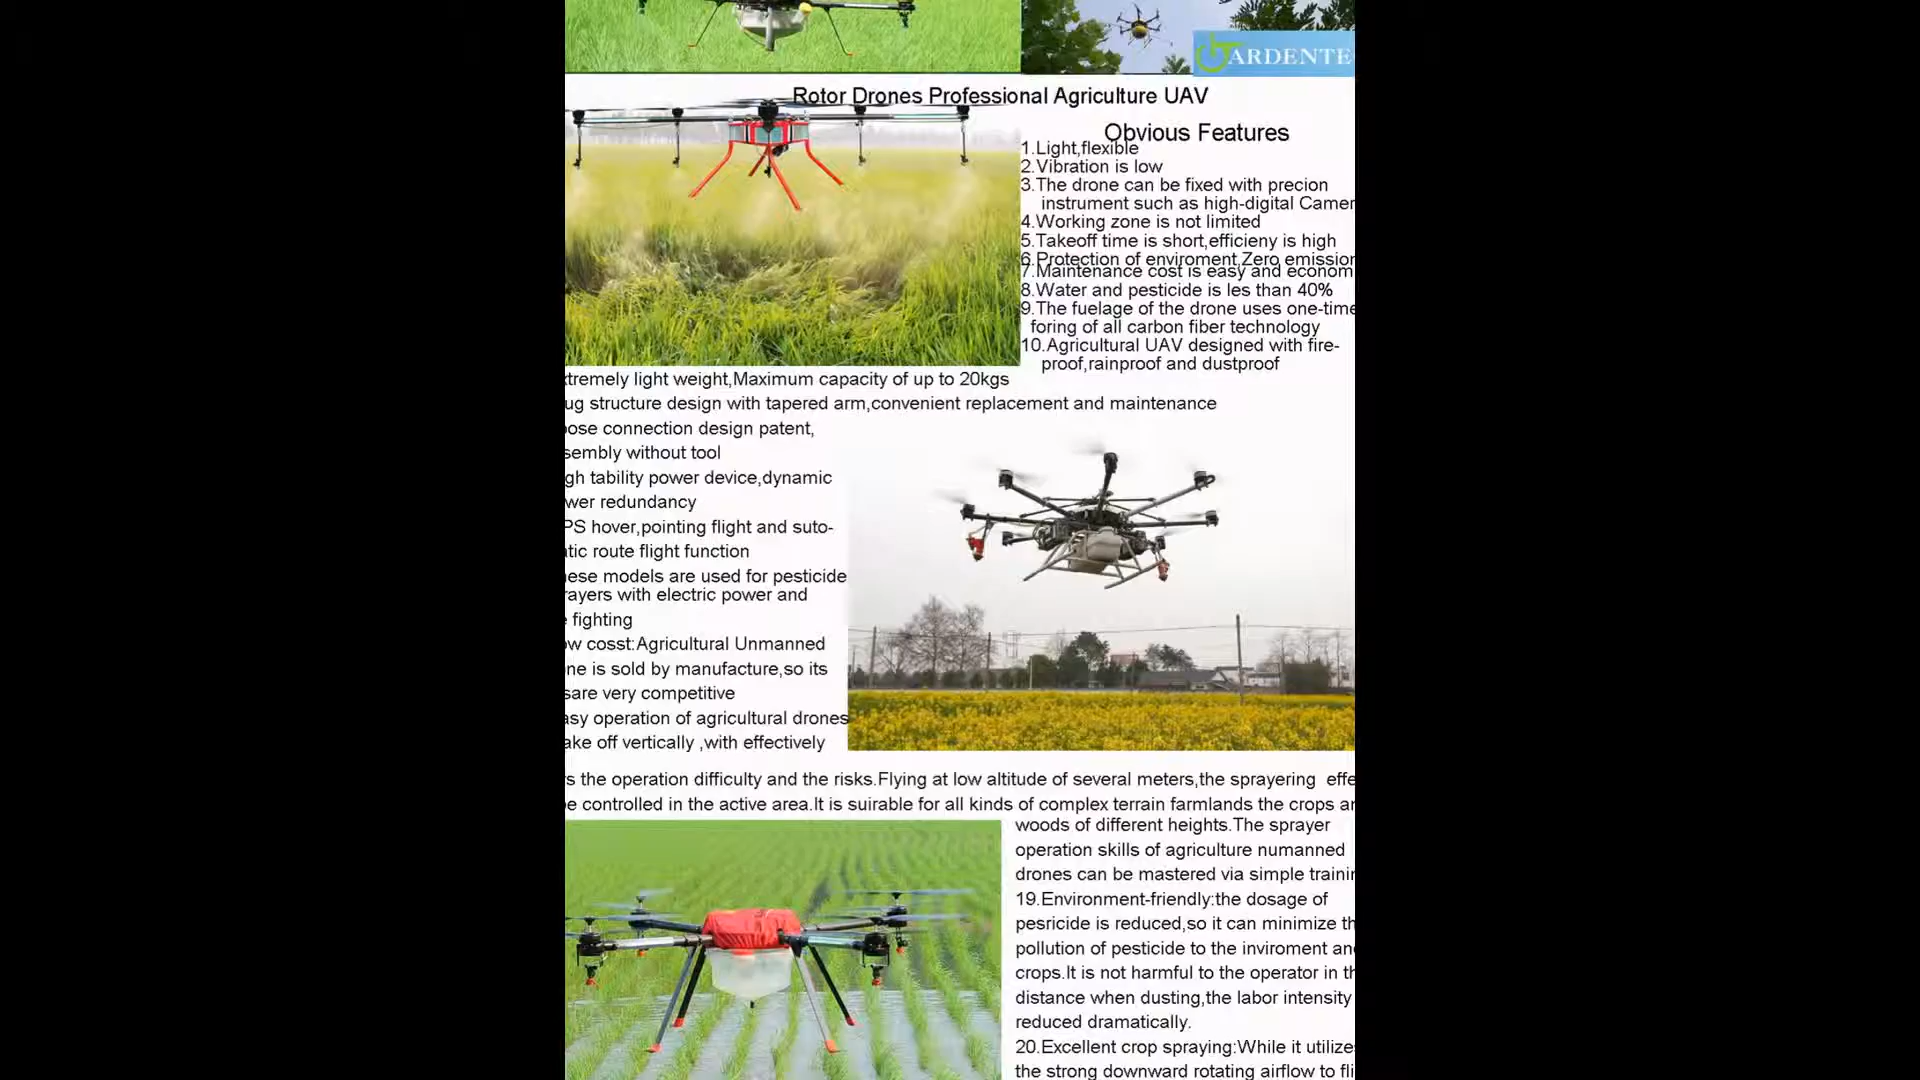 ARDENTE
Rotor Drones Professional Agriculture UAV
Obvious Features
1.Light,flexible
2.Vibration is low
3.The drone can be fixed with precion
instrument such as high-digital Camer
4.Working zone is not limited
5.Takeoff time is short,efficieny is high
6.Protection of enviroment,Zero emission
7.Maintenance cost is easy and econom
8.Water and pesticide is les than 40%
9.The fuelage of the drone uses one-time
foring of all carbon fiber technology
10.Agricultural UAV designed with fire-
proof,rainproof and dustproof
xtremely light weight,Maximum capacity of up to 20kgs
ug structure design with tapered arm,convenient replacement and maintenance
ose connection design patent,
sembly without tool
gh tability power device,dynamic
wer redundancy
PS hover,pointing flight and suto-
tic route flight function
ese models are used for pesticide
rayers with electric power and
e fighting
ow cosst:Agricultural Unmanned
ne is sold by manufacture,so its
sare very competitive
asy operation of agricultural drones
ake off vertically ,with effectively
s the operation difficulty and the risks.Flying at low altitude of several meters,the sprayering effe
e controlled in the active area.It is suirable for all kinds of complex terrain farmlands the crops an
woods of different heights.The sprayer
operation skills of agriculture numanned
drones can be mastered via simple trainin
19.Environment-friendly:the dosage of
pesricide is reduced,so it can minimize th
pollution of pesticide to the inviroment and
crops.It is not harmful to the operator in th
distance when dusting,the labor intensity
reduced dramatically.
20.Excellent crop spraying:While it utilize
the strong downward rotating airflow to fli